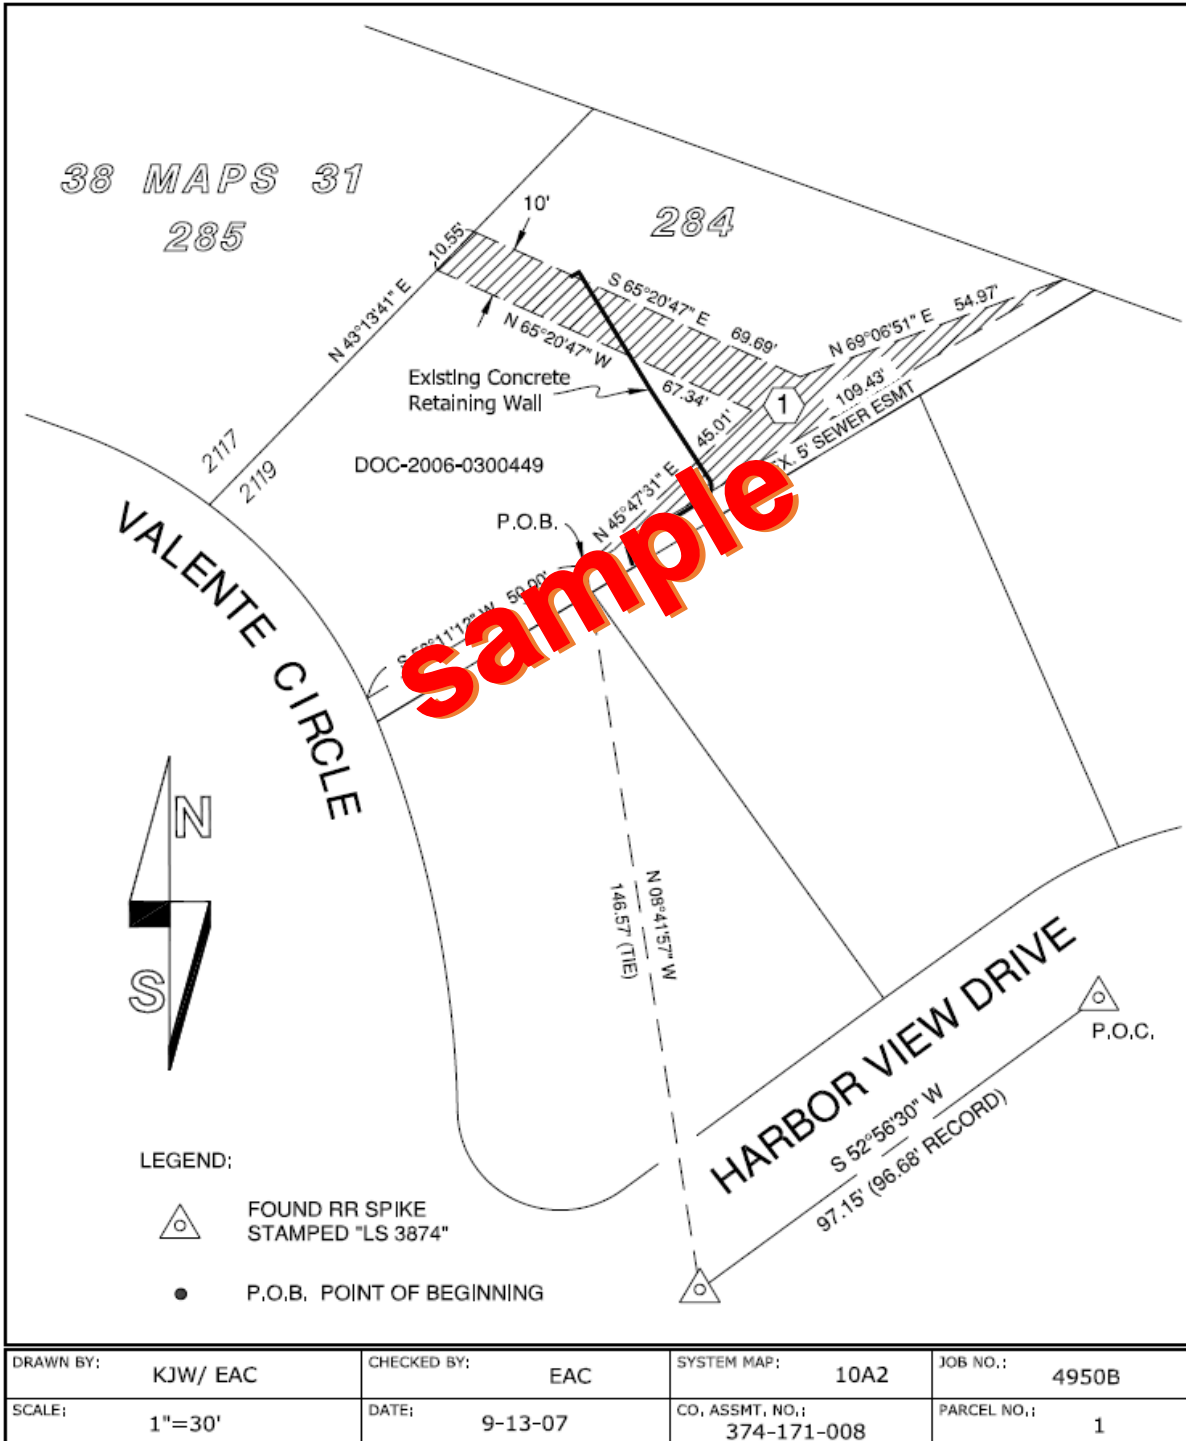 38 MAPS 31
285
284
10'
10.55'
N 43°13'41" E
S 65°20'47" E
69.69'
N 65°20'47" W
67.34'
N 69°06'51" E
54.97'
109.43'
1
Existing Concrete
Retaining Wall
X. 5' SEWER ESMT
45.01'
N 45°47'31" E
2117
2119
DOC-2006-0300449
P.O.B.
50.90'
sample
VALENTE CIRCLE
N
S
N 08°41'57" W
146.57' (TIE)
HARBOR VIEW DRIVE
P.O.C.
S 52°56'30" W
97.15' (96.68' RECORD)
LEGEND:
FOUND RR SPIKE
STAMPED "LS 3874"
P.O.B. POINT OF BEGINNING
DRAWN BY: KJW/ EAC
CHECKED BY: EAC
SYSTEM MAP: 10A2
JOB NO.: 4950B
SCALE: 1"=30'
DATE: 9-13-07
CO. ASSMT. NO.: 374-171-008
PARCEL NO.: 1